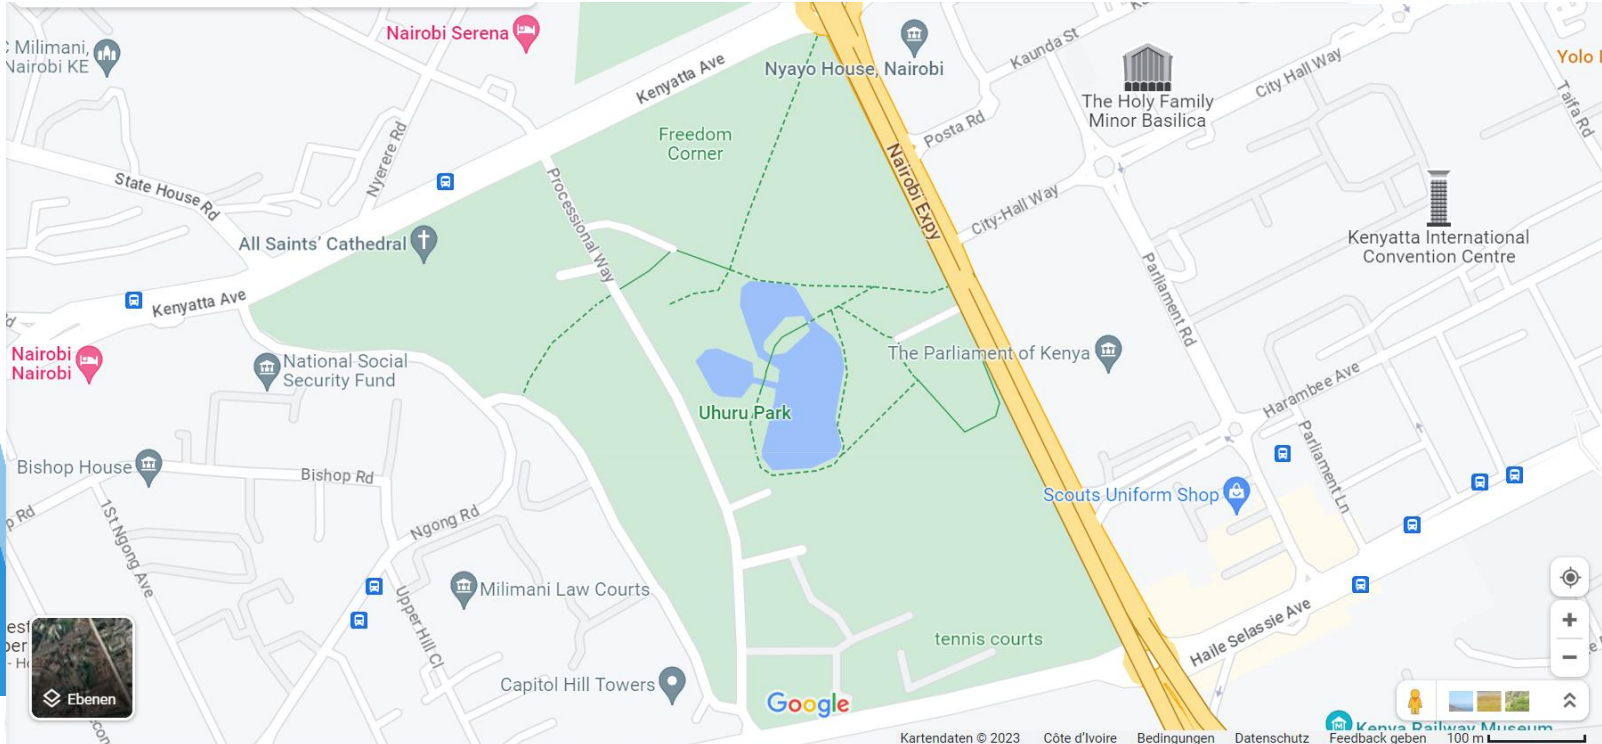 Nairobi Serena
Milimani,
Nairobi KE
Kenyatta Ave
Nyayo House, Nairobi
Kaunda St
The Holy Family
Minor Basilica
City Hall Way
Yolo
Taifa Rd
Freedom
Corner
Posta Rd
Nyerere Rd
State House Rd
Processional Way
Nairobi Expy
City-Hall Way
Kenyatta International
Convention Centre
All Saints' Cathedral
Kenyatta Ave
Parliament Rd
Nairobi
Nairobi
National Social
Security Fund
The Parliament of Kenya
Harambee Ave
Uhuru Park
Parliament Ln
Bishop House
Bishop Rd
Scouts Uniform Shop
Rd
1St Ngong Ave
Ngong Rd
Upper Hill Cl
Milimani Law Courts
Haile Selassie Ave
tennis courts
Capitol Hill Towers
Ebenen
Google
Kenya Railway Museum
Kartendaten © 2023 Côte d'Ivoire Bedingungen Datenschutz Feedback geben 100 m